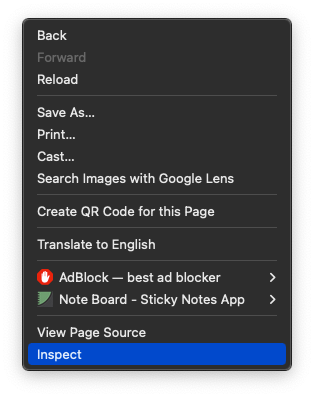 Back
Forward
Reload
Save As...
Print...
Cast...
Search Images with Google Lens
Create QR Code for this Page
Translate to English
AdBlock — best ad blocker
Note Board - Sticky Notes App
View Page Source
Inspect